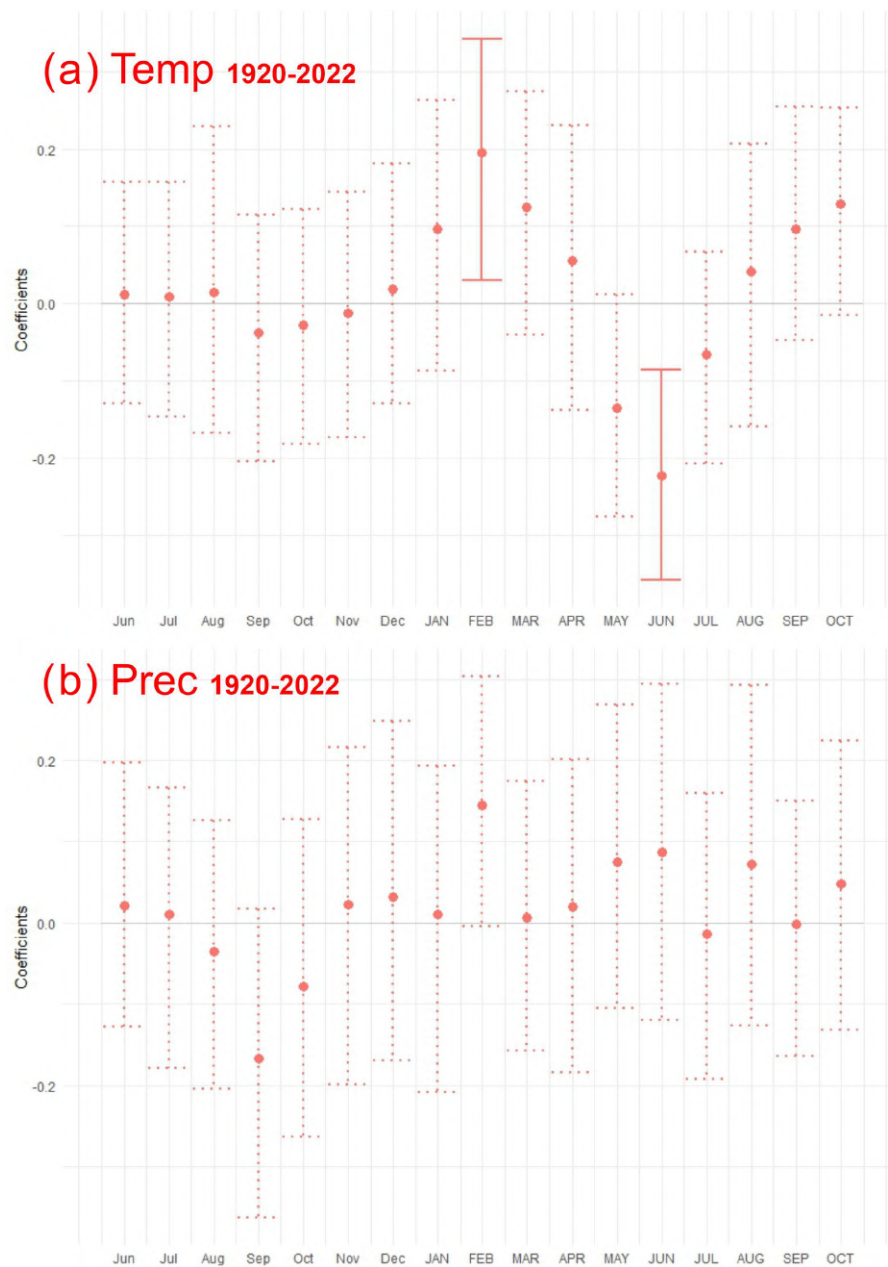 (a) Temp 1920-2022
0.2
0.0
-0.2
Coefficients
Jun Jul Aug Sep Oct Nov Dec JAN FEB MAR APR MAY JUN JUL AUG SEP OCT
(b) Prec 1920-2022
0.2
0.0
-0.2
Coefficients
Jun Jul Aug Sep Oct Nov Dec JAN FEB MAR APR MAY JUN JUL AUG SEP OCT